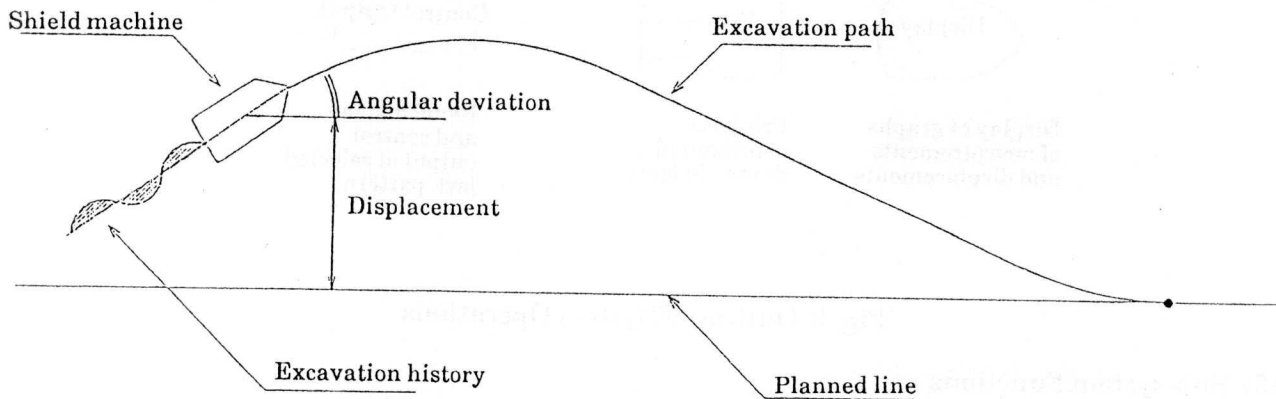 Shield machine
Excavation path
Angular deviation
Displacement
Excavation history
Planned line